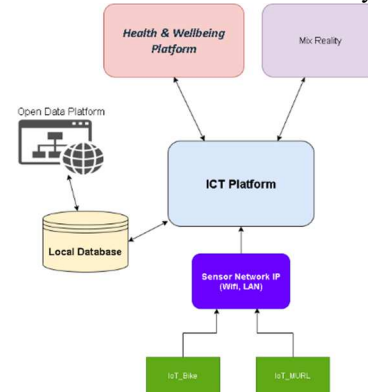 Health & Wellbeing
Platform
Mix Reality
Open Data Platform
ICT Platform
Local Database
Sensor Network IP
(Wifi, LAN)
IoT_Bike
IoT_MURL